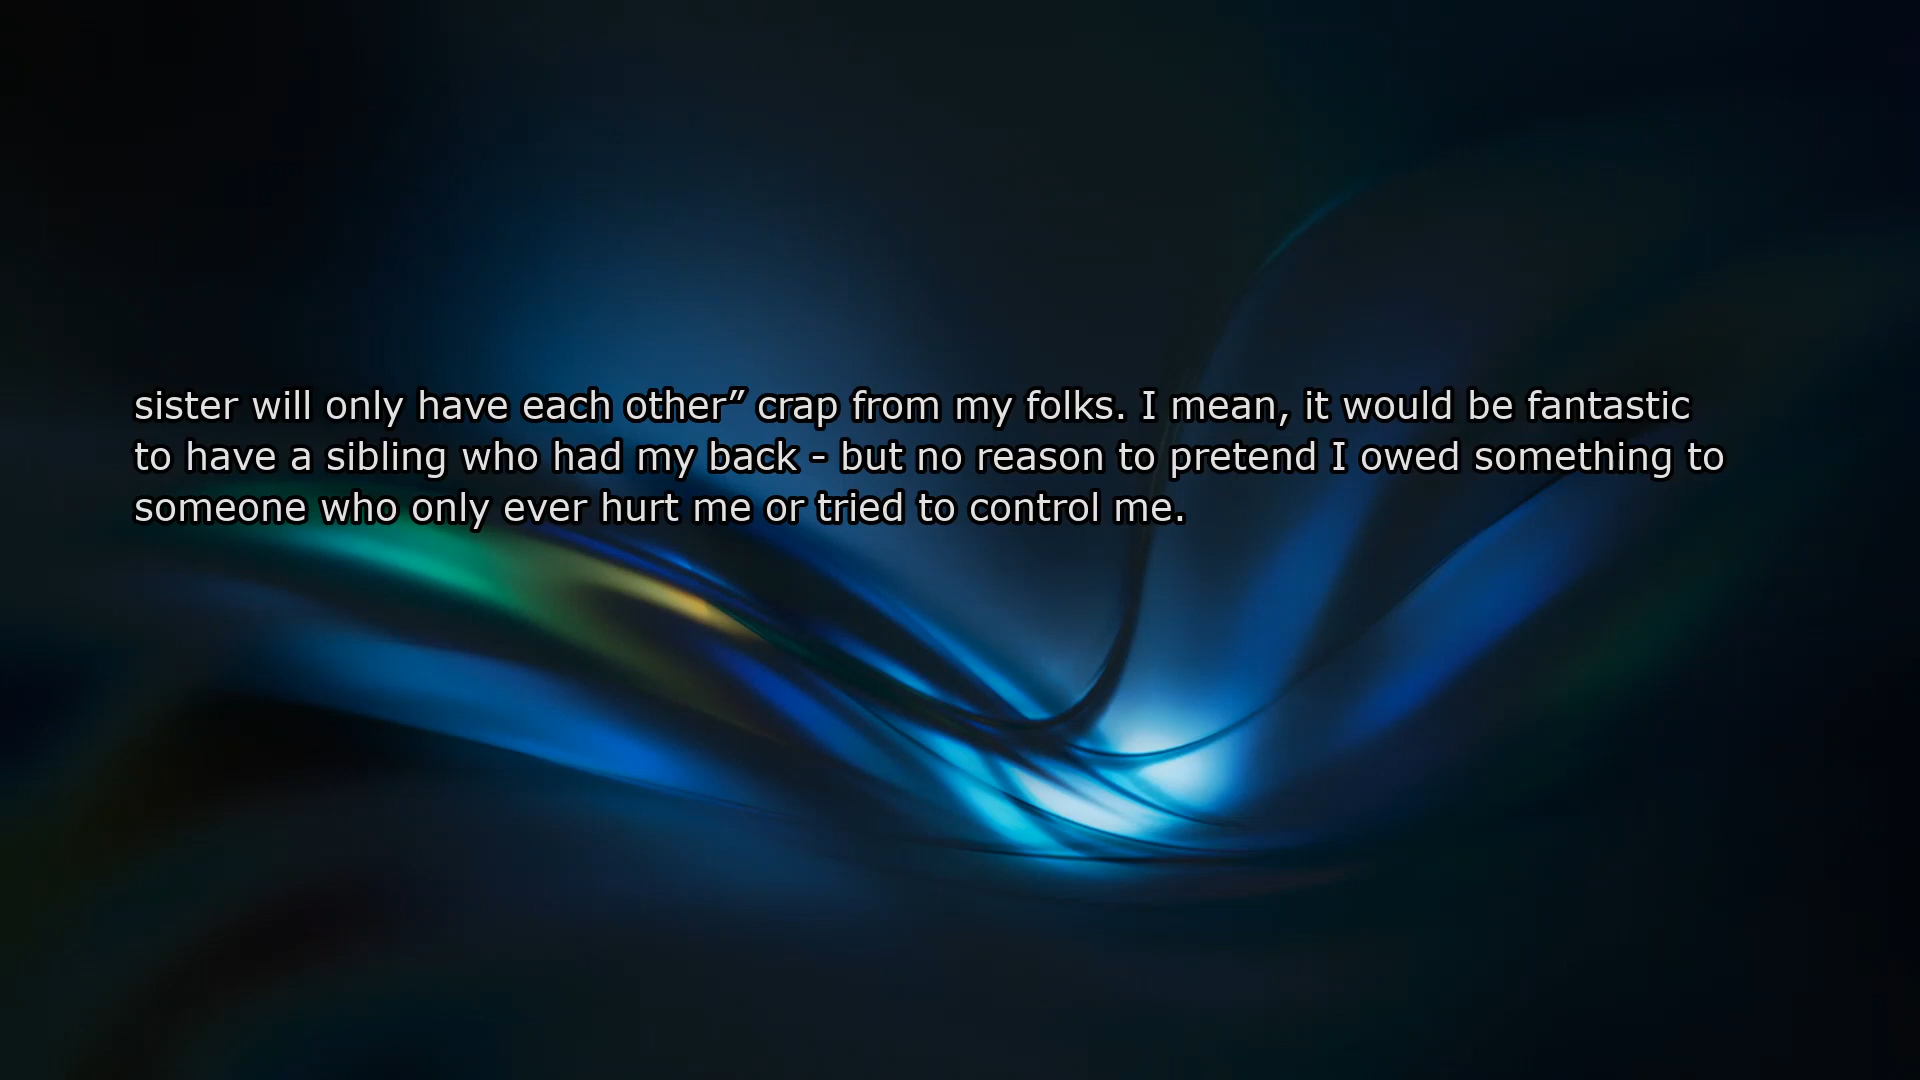 sister will only have each other” crap from my folks. I mean, it would be fantastic
to have a sibling who had my back - but no reason to pretend I owed something to
someone who only ever hurt me or tried to control me.